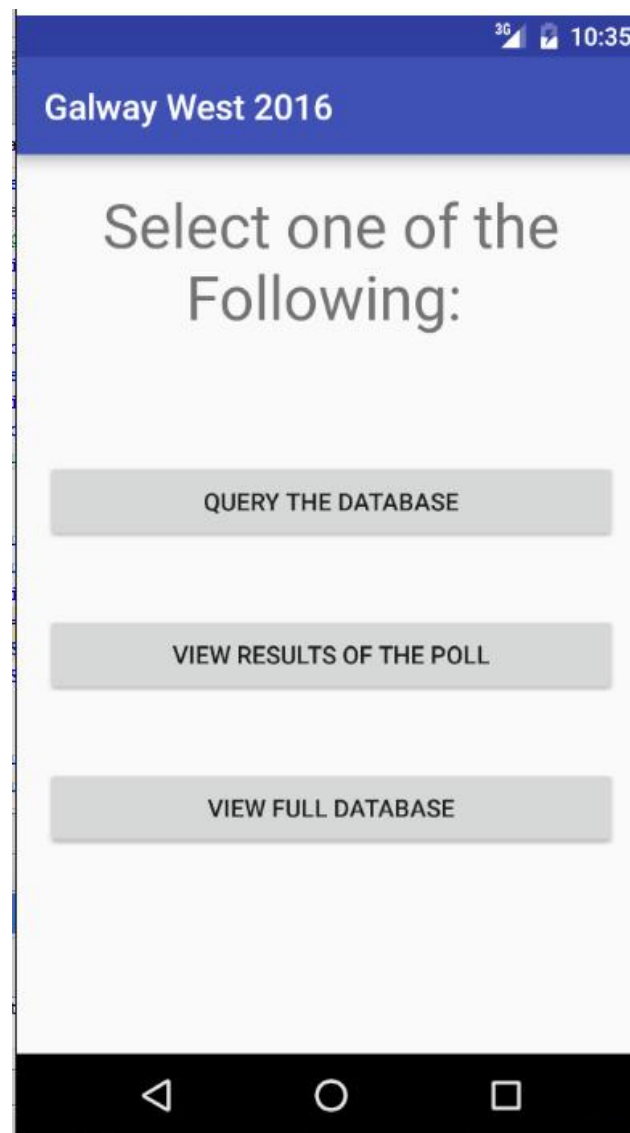 3G 10:35
Galway West 2016
Select one of the
Following:
QUERY THE DATABASE
VIEW RESULTS OF THE POLL
VIEW FULL DATABASE